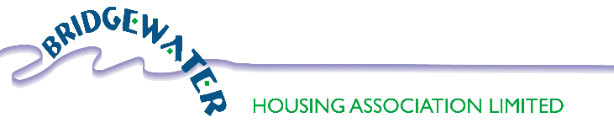 BRIDGEWATER
HOUSING ASSOCIATION LIMITED